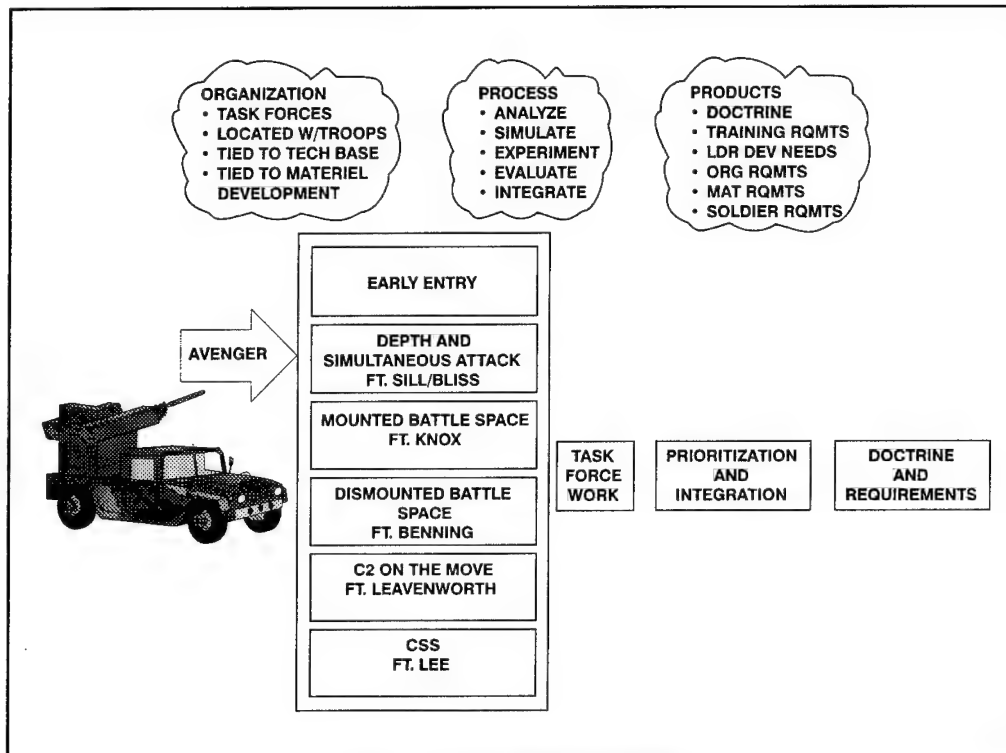 ORGANIZATION
• TASK FORCES
• LOCATED W/TROOPS
• TIED TO TECH BASE
• TIED TO MATERIEL
DEVELOPMENT
PROCESS
• ANALYZE
• SIMULATE
• EXPERIMENT
• EVALUATE
• INTEGRATE
PRODUCTS
• DOCTRINE
• TRAINING RQMTS
• LDR DEV NEEDS
• ORG RQMTS
• MAT RQMTS
• SOLDIER RQMTS
AVENGER
EARLY ENTRY
DEPTH AND
SIMULTANEOUS ATTACK
FT. SILL/BLISS
MOUNTED BATTLE SPACE
FT. KNOX
DISMOUNTED BATTLE
SPACE
FT. BENNING
C2 ON THE MOVE
FT. LEAVENWORTH
CSS
FT. LEE
TASK
FORCE
WORK
PRIORITIZATION
AND
INTEGRATION
DOCTRINE
AND
REQUIREMENTS